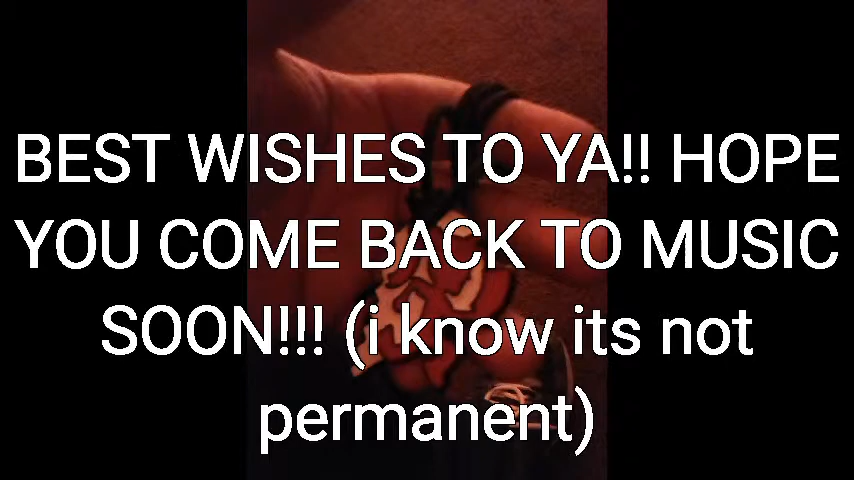 BEST WISHES TO YA!! HOPE
YOU COME BACK TO MUSIC
SOON!!! (i know its not
permanent)